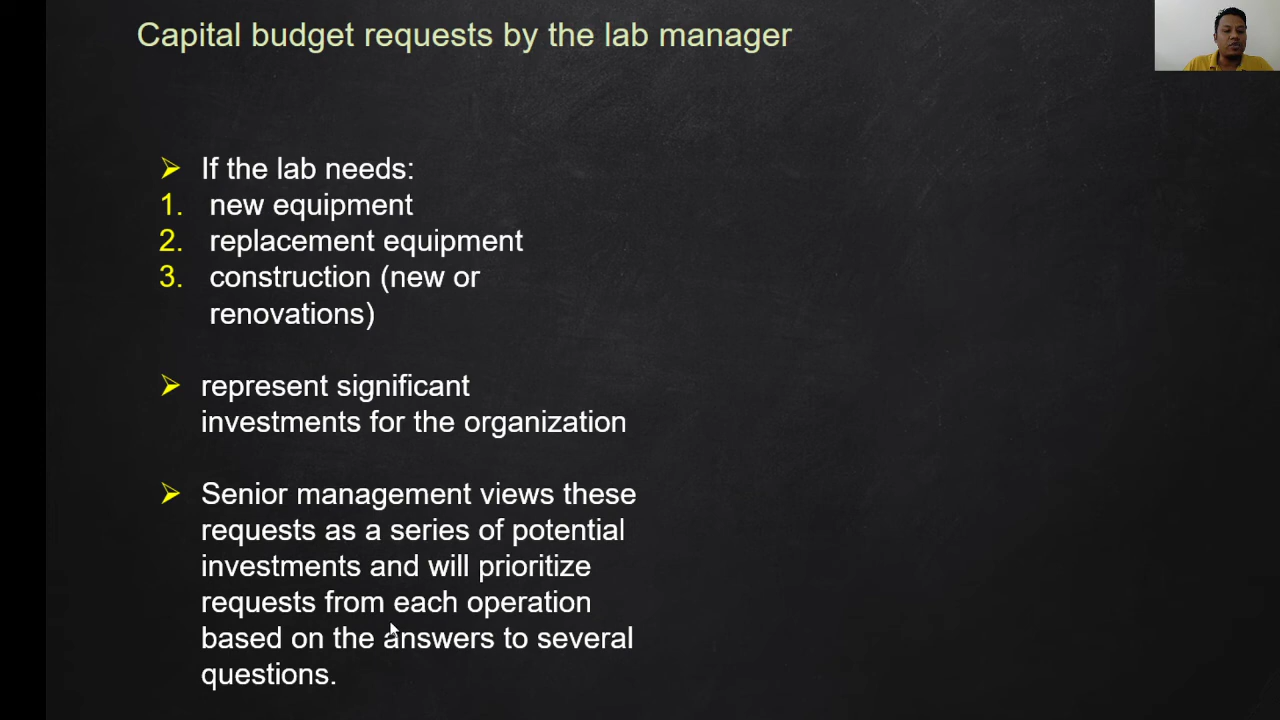 Capital budget requests by the lab manager
If the lab needs:
1. new equipment
2. replacement equipment
3. construction (new or
renovations)
represent significant
investments for the organization
Senior management views these
requests as a series of potential
investments and will prioritize
requests from each operation
based on the answers to several
questions.